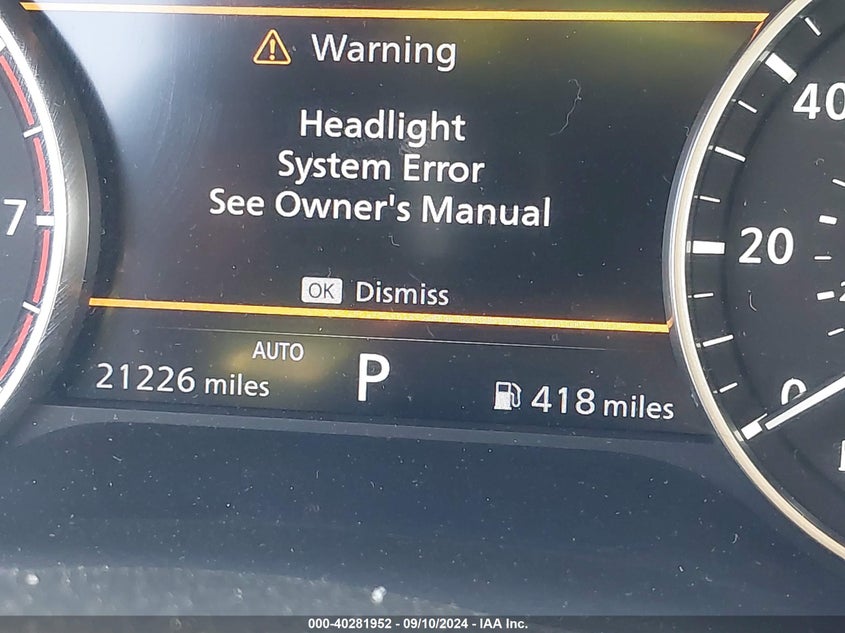 Warning
Headlight
System Error
See Owner's Manual
OK Dismiss
AUTO
21226 miles
P
418 miles
7
40
20
0
000-40281952 - 09/10/2024 - IAA Inc.